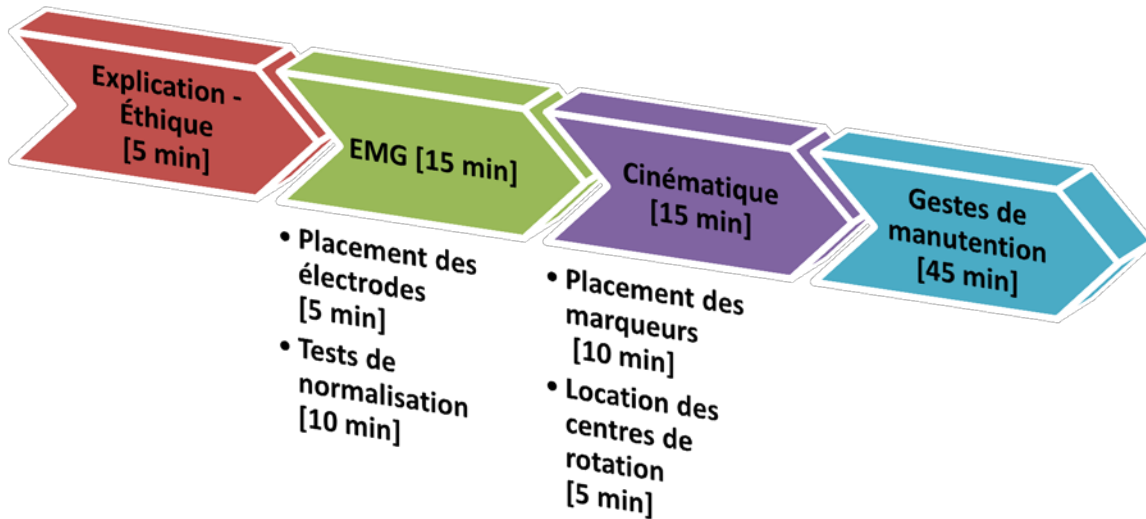 Explication -
Éthique
[5 min]
EMG [15 min]
• Placement des
électrodes
[5 min]
• Tests de
normalisation
[10 min]
Cinématique
[15 min]
• Placement des
marqueurs
[10 min]
• Location des
centres de
rotation
[5 min]
Gestes de
manutention
[45 min]